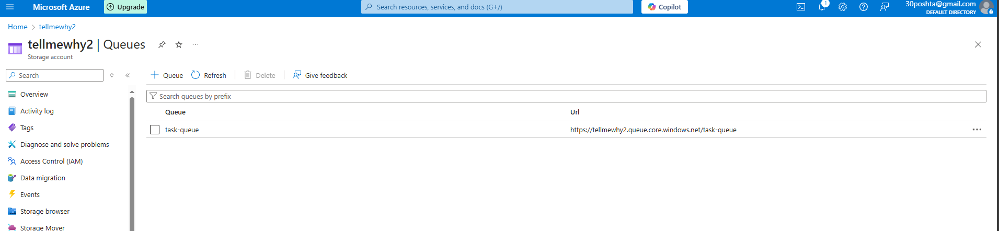 Microsoft Azure
Upgrade
Search resources, services, and docs (G+/)
Copilot
1
30poshta@gmail.com
DEFAULT DIRECTORY
Home > tellmewhy2
tellmewhy2 | Queues
Storage account
Search
Queue
Refresh
Delete
Give feedback
Search queues by prefix
Queue Url
task-queue https://tellmewhy2.queue.core.windows.net/task-queue
Overview
Activity log
Tags
Diagnose and solve problems
Access Control (IAM)
Data migration
Events
Storage browser
Storage Mover